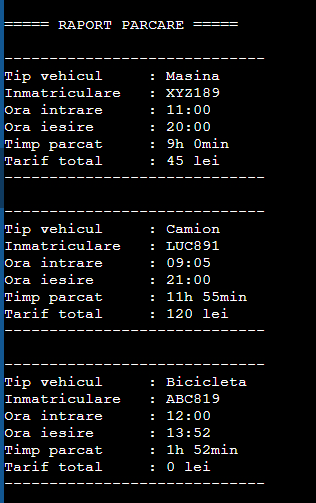 ===== RAPORT PARCARE =====
-----------------------------
Tip vehicul     : Masina
Inmatriculare   : XYZ189
Ora intrare     : 11:00
Ora iesire      : 20:00
Timp parcat     : 9h 0min
Tarif total     : 45 lei
-----------------------------
-----------------------------
Tip vehicul     : Camion
Inmatriculare   : LUC891
Ora intrare     : 09:05
Ora iesire      : 21:00
Timp parcat     : 11h 55min
Tarif total     : 120 lei
-----------------------------
-----------------------------
Tip vehicul     : Bicicleta
Inmatriculare   : ABC819
Ora intrare     : 12:00
Ora iesire      : 13:52
Timp parcat     : 1h 52min
Tarif total     : 0 lei
-----------------------------